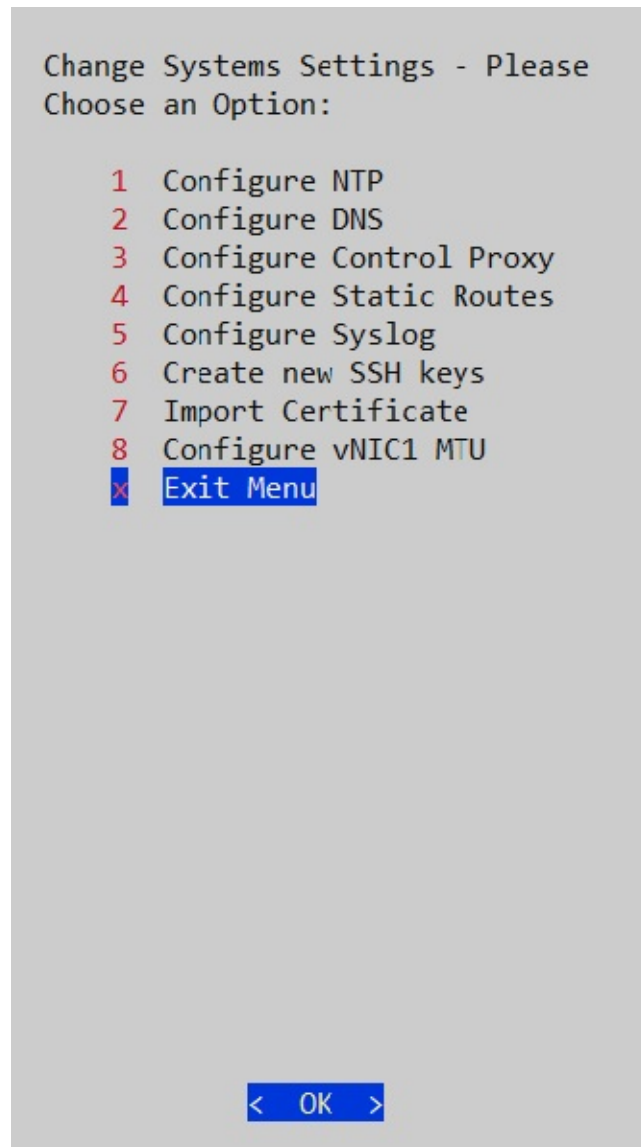 Change Systems Settings - Please
Choose an Option:
1 Configure NTP
2 Configure DNS
3 Configure Control Proxy
4 Configure Static Routes
5 Configure Syslog
6 Create new SSH keys
7 Import Certificate
8 Configure vNIC1 MTU
x Exit Menu
< OK >